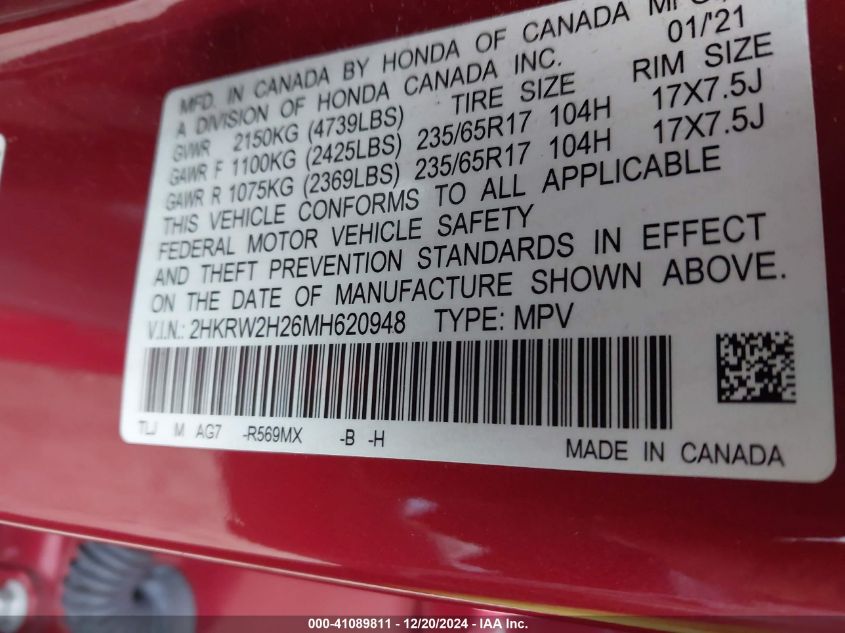 MFD. IN CANADA BY HONDA OF CANADA MFG.,
A DIVISION OF HONDA CANADA INC. 01/'21
GVWR 2150KG (4739LBS) TIRE SIZE RIM SIZE
GAWR F 1100KG (2425LBS) 235/65R17 104H 17X7.5J
GAWR R 1075KG (2369LBS) 235/65R17 104H 17X7.5J
THIS VEHICLE CONFORMS TO ALL APPLICABLE
FEDERAL MOTOR VEHICLE SAFETY
AND THEFT PREVENTION STANDARDS IN EFFECT
ON THE DATE OF MANUFACTURE SHOWN ABOVE.
V.I.N.: 2HKRW2H26MH620948 TYPE: MPV
TLJ M AG7 -R569MX -B -H
MADE IN CANADA
000-41089811 - 12/20/2024 - IAA Inc.